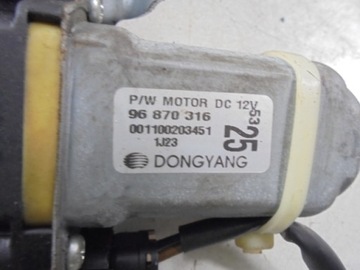 P/W MOTOR DC 12V
96 870 316
001100203451
1J23
DONGYANG
53
25